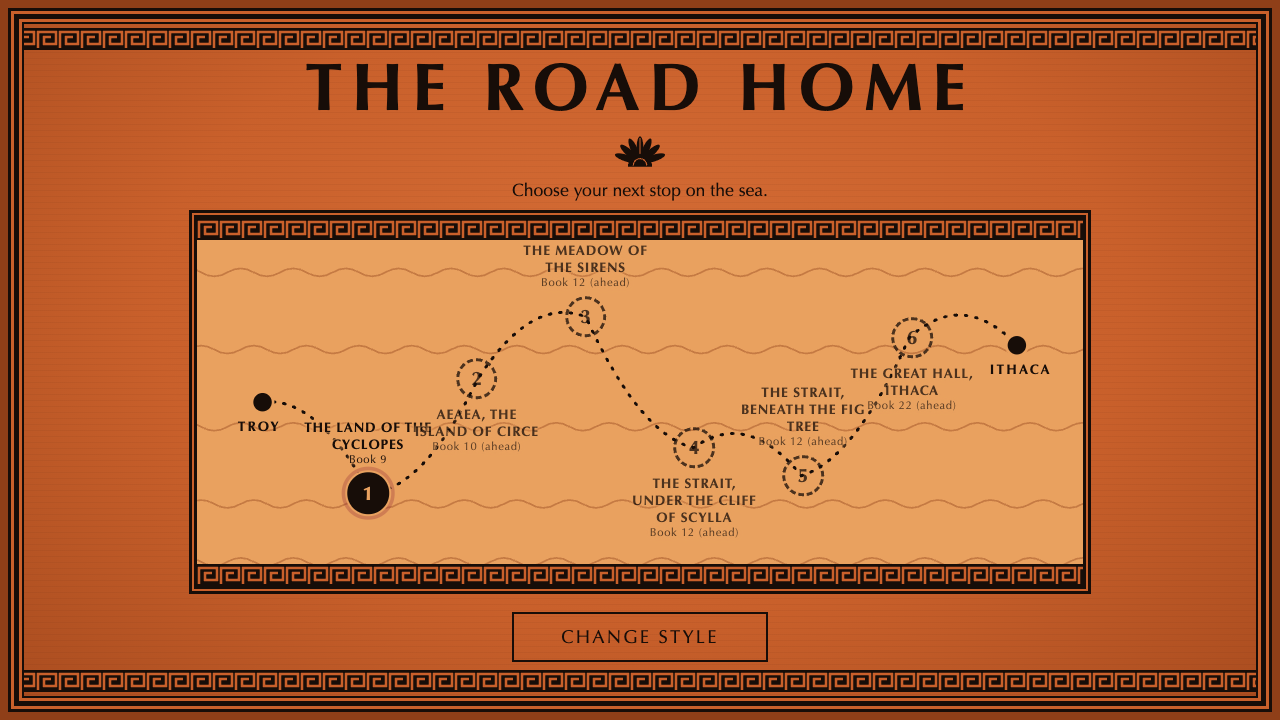 THE ROAD HOME
Choose your next stop on the sea.
THE MEADOW OF
THE SIRENS
Book 12 (ahead)
3
6
ITHACA
THE GREAT HALL,
ITHACA
Book 22 (ahead)
2
TROY
THE LAND OF THE
CYCLOPES
Book 9
1
AEAEA, THE
ISLAND OF CIRCE
Book 10 (ahead)
THE STRAIT,
BENEATH THE FIG
TREE
Book 12 (ahead)
5
4
THE STRAIT,
UNDER THE CLIFF
OF SCYLLA
Book 12 (ahead)
CHANGE STYLE